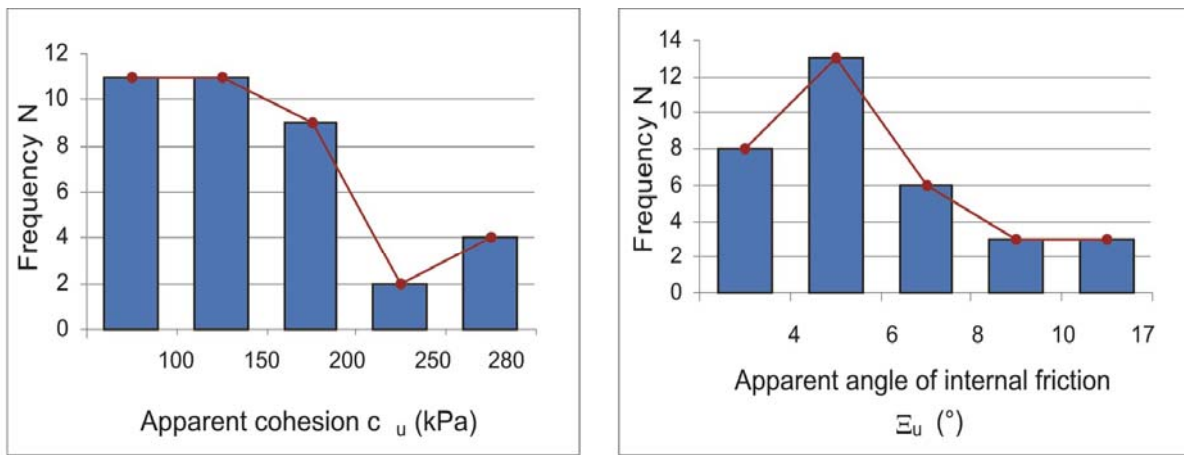 12
10
8
6
4
2
0
Frequency N
100 150 200 250 280
Apparent cohesion c u (kPa)
14
12
10
8
6
4
2
0
Frequency N
4 6 8 10 17
Apparent angle of internal friction
Ξu (°)